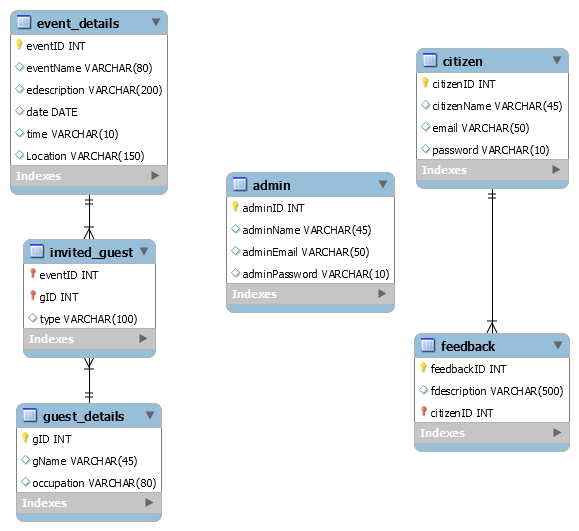 event_details
eventID INT
eventName VARCHAR(80)
edescription VARCHAR(200)
date DATE
time VARCHAR(10)
Location VARCHAR(150)
Indexes
invited_guest
eventID INT
gID INT
type VARCHAR(100)
Indexes
guest_details
gID INT
gName VARCHAR(45)
occupation VARCHAR(80)
Indexes
admin
adminID INT
adminName VARCHAR(45)
adminEmail VARCHAR(50)
adminPassword VARCHAR(10)
Indexes
citizen
citizenID INT
citizenName VARCHAR(45)
email VARCHAR(50)
password VARCHAR(10)
Indexes
feedback
feedbackID INT
fdescription VARCHAR(500)
citizenID INT
Indexes